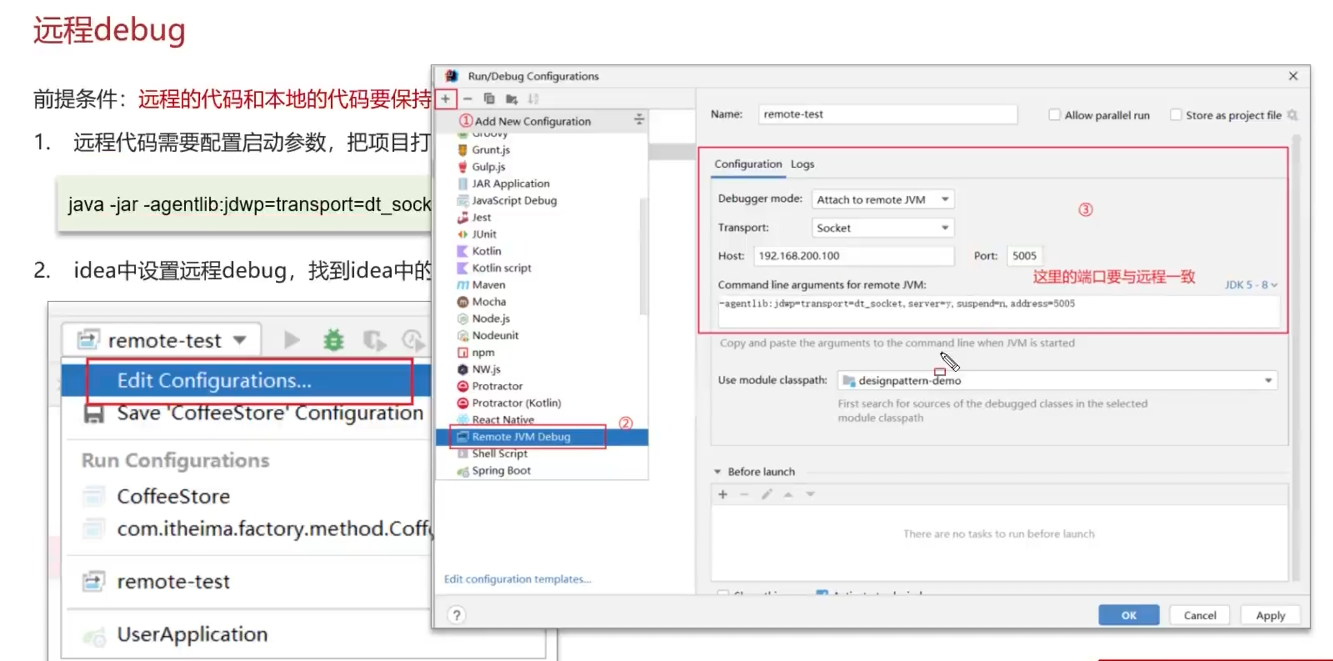 远程debug
前提条件：远程的代码和本地的代码要保持
1. 远程代码需要配置启动参数，把项目打
java -jar -agentlib:jdwp=transport=dt_sock
2. idea中设置远程debug，找到idea中的
remote-test
Edit Configurations...
Save 'CoffeeStore' Configuration
Run Configurations
CoffeeStore
com.itheima.factory.method.Coff
remote-test
UserApplication
Run/Debug Configurations
①Add New Configuration
Groovy
Grunt.js
Gulp.js
JAR Application
JavaScript Debug
Jest
JUnit
Kotlin
Kotlin script
Maven
Mocha
Node.js
Nodeunit
npm
NW.js
Protractor
Protractor (Kotlin)
React Native
②
Remote JVM Debug
Shell Script
Spring Boot
Edit configuration templates...
?
Name: remote-test Allow parallel run Store as project file
Configuration Logs
Debugger mode: Attach to remote JVM
③
Transport: Socket
Host: 192.168.200.100 Port: 5005
这里的端口要与远程一致
Command line arguments for remote JVM: JDK 5 - 8
-agentlib:jdwp=transport=dt_socket,server=y,suspend=n,address=5005
Copy and paste the arguments to the command line when JVM is started
Use module classpath: designpattern-demo
First search for sources of the debugged classes in the selected
module classpath
Before launch
There are no tasks to run before launch
OK Cancel Apply